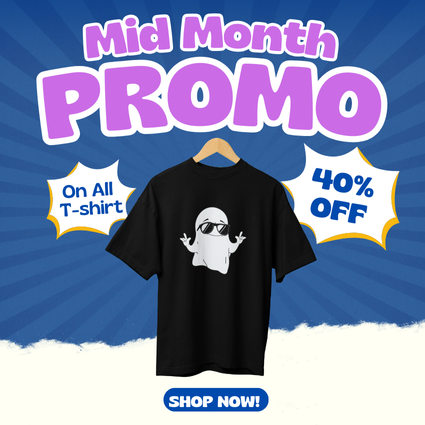 Mid Month
PROMO
On All
T-shirt
40%
OFF
SHOP NOW!